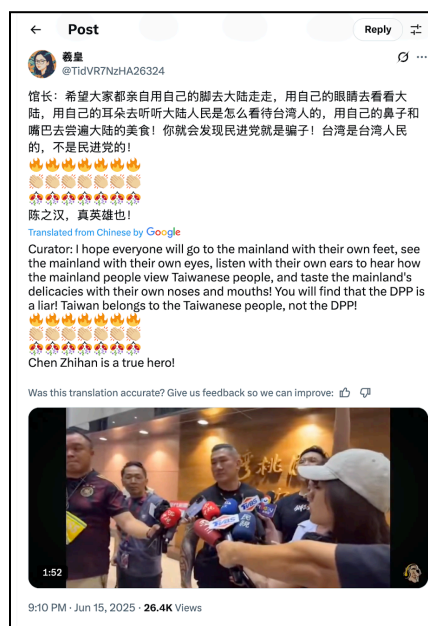 Post
Reply
羲皇
@TidVR7NzHA26324
馆长：希望大家都亲自用自己的脚去大陆走走，用自己的眼睛去看看大
陆，用自己的耳朵去听听大陆人民是怎么看待台湾人的，用自己的鼻子和
嘴巴去尝遍大陆的美食！你就会发现民进党就是骗子！台湾是台湾人民
的，不是民进党的！
🔥🔥🔥🔥🔥🔥🔥
👏🏻👏🏻👏🏻👏🏻👏🏻👏🏻👏🏻
陈之汉，真英雄也！
Translated from Chinese by Google
Curator: I hope everyone will go to the mainland with their own feet, see
the mainland with their own eyes, listen with their own ears to hear how
the mainland people view Taiwanese people, and taste the mainland's
delicacies with their own noses and mouths! You will find that the DPP is
a liar! Taiwan belongs to the Taiwanese people, not the DPP!
🔥🔥🔥🔥🔥🔥🔥
👏🏻👏🏻👏🏻👏🏻👏🏻👏🏻👏🏻
Chen Zhihan is a true hero!
Was this translation accurate? Give us feedback so we can improve:
桃
民視
1:52
9:10 PM · Jun 15, 2025 · 26.4K Views